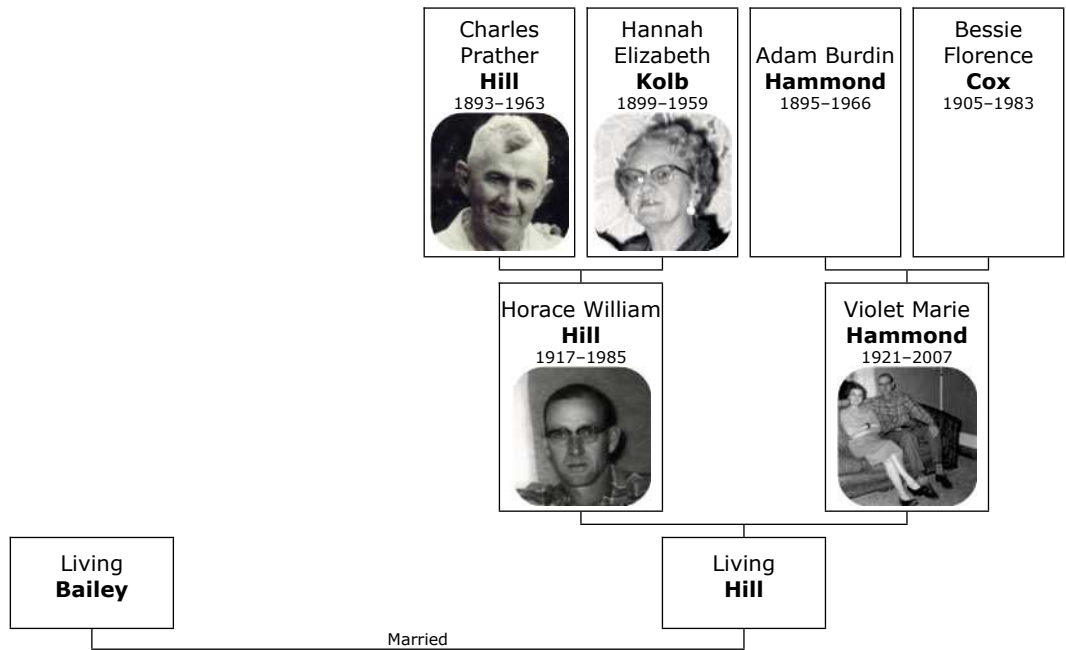 Charles
Prather
Hill
1893–1963
Hannah
Elizabeth
Kolb
1899–1959
Adam Burdin
Hammond
1895–1966
Bessie
Florence
Cox
1905–1983
Horace William
Hill
1917–1985
Violet Marie
Hammond
1921–2007
Living
Bailey
Living
Hill
Married